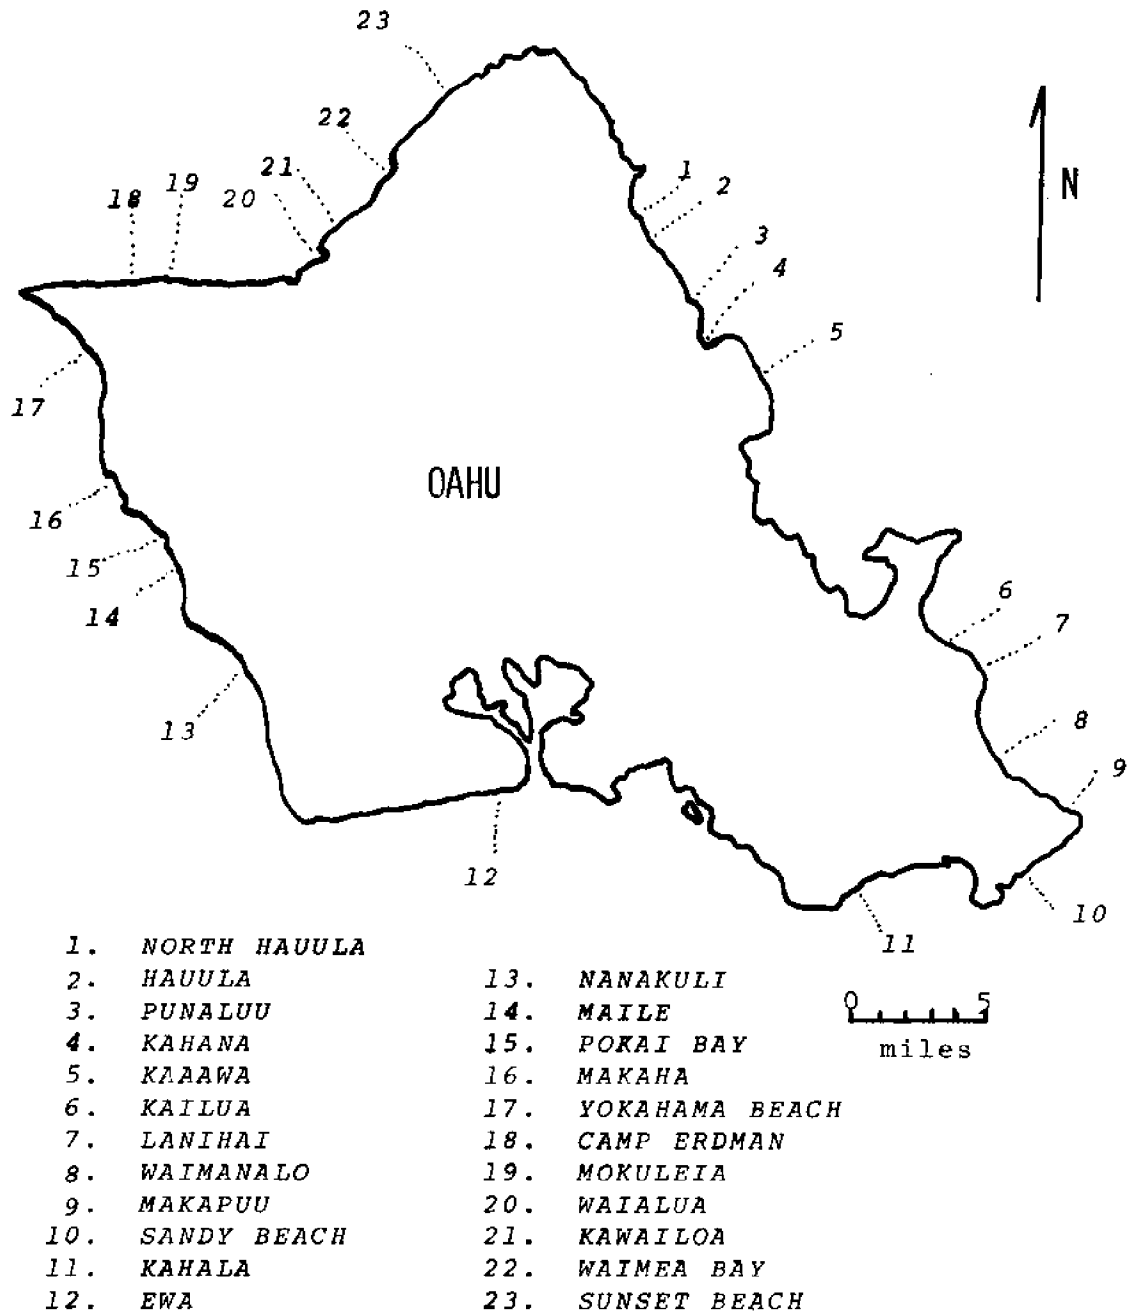 23
22
21
1
19
2
18
20
N
3
4
5
17
OAHU
16
15
6
14
7
8
13
9
12
10
11
1. NORTH HAUULA
2. HAUULA
3. PUNALUU
4. KAHANA
5. KAAAWA
6. KAILUA
7. LANIHAI
8. WAIMANALO
9. MAKAPUU
10. SANDY BEACH
11. KAHALA
12. EWA
13. NANAKULI
14. MAILE
15. POKAI BAY
16. MAKAHA
17. YOKAHAMA BEACH
18. CAMP ERDMAN
19. MOKULEIA
20. WAIALUA
21. KAWAILOA
22. WAIMEA BAY
23. SUNSET BEACH
0 5
miles